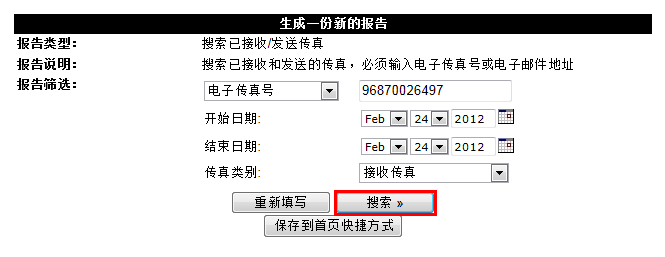 生成一份新的报告
报告类型: 搜索已接收/发送传真
报告说明: 搜索已接收和发送的传真，必须输入电子传真号或电子邮件地址
报告筛选: 电子传真号 96870026497
开始日期: Feb 24 2012
结束日期: Feb 24 2012
传真类别: 接收传真
重新填写 搜索 »
保存到首页快捷方式